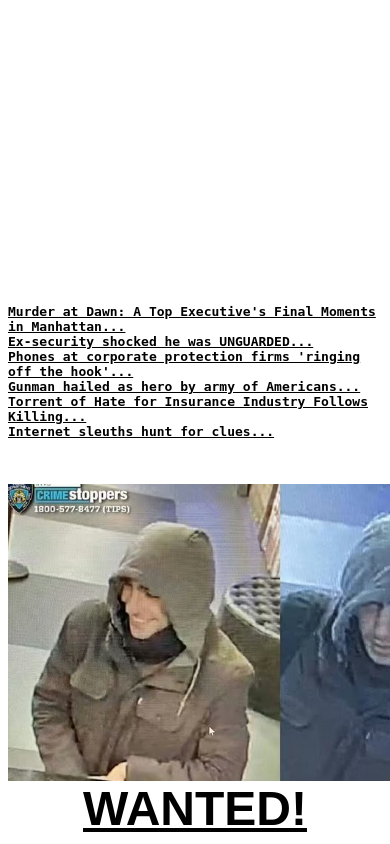 Murder at Dawn: A Top Executive's Final Moments
in Manhattan...
Ex-security shocked he was UNGUARDED...
Phones at corporate protection firms 'ringing
off the hook'...
Gunman hailed as hero by army of Americans...
Torrent of Hate for Insurance Industry Follows
Killing...
Internet sleuths hunt for clues...
CRIMEstoppers
1800-577-8477 (TIPS)
WANTED!